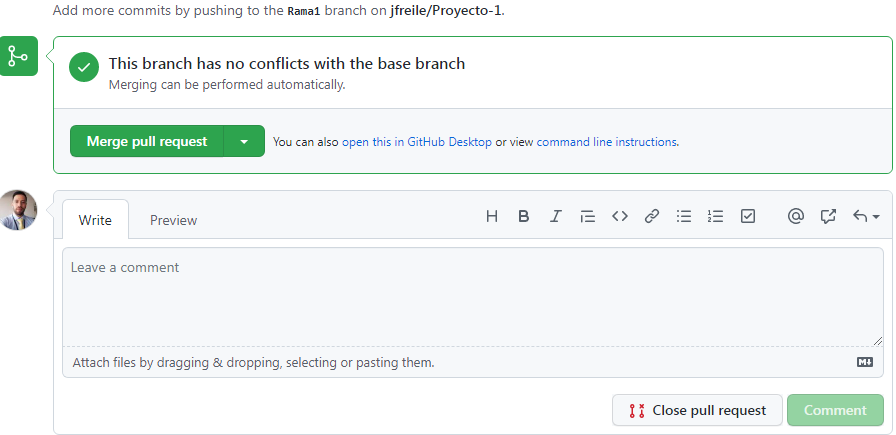 Add more commits by pushing to the Rama1 branch on jfreile/Proyecto-1.
This branch has no conflicts with the base branch
Merging can be performed automatically.
Merge pull request
You can also open this in GitHub Desktop or view command line instructions.
Write
Preview
Leave a comment
Attach files by dragging & dropping, selecting or pasting them.
Close pull request
Comment